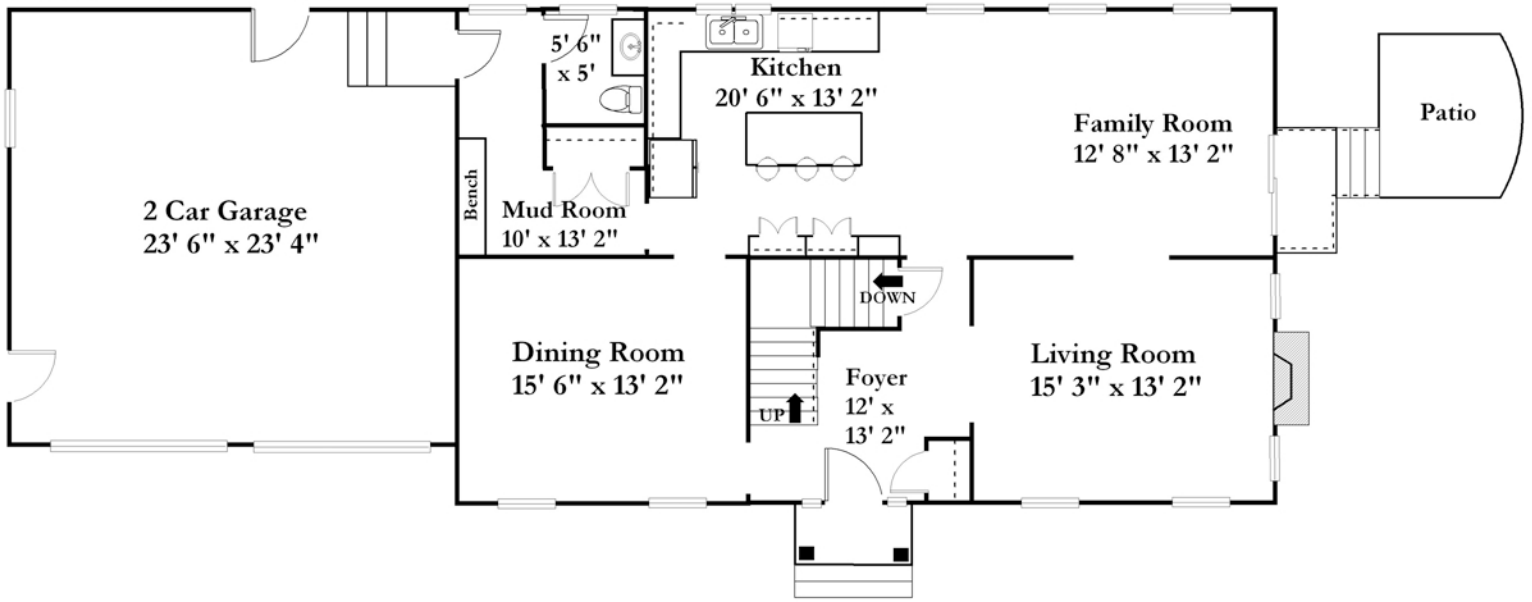 5' 6"
x 5'
Kitchen
20' 6" x 13' 2"
Family Room
12' 8" x 13' 2"
Patio
2 Car Garage
23' 6" x 23' 4"
Bench
Mud Room
10' x 13' 2"
DOWN
Dining Room
15' 6" x 13' 2"
UP
Foyer
12' x
13' 2"
Living Room
15' 3" x 13' 2"